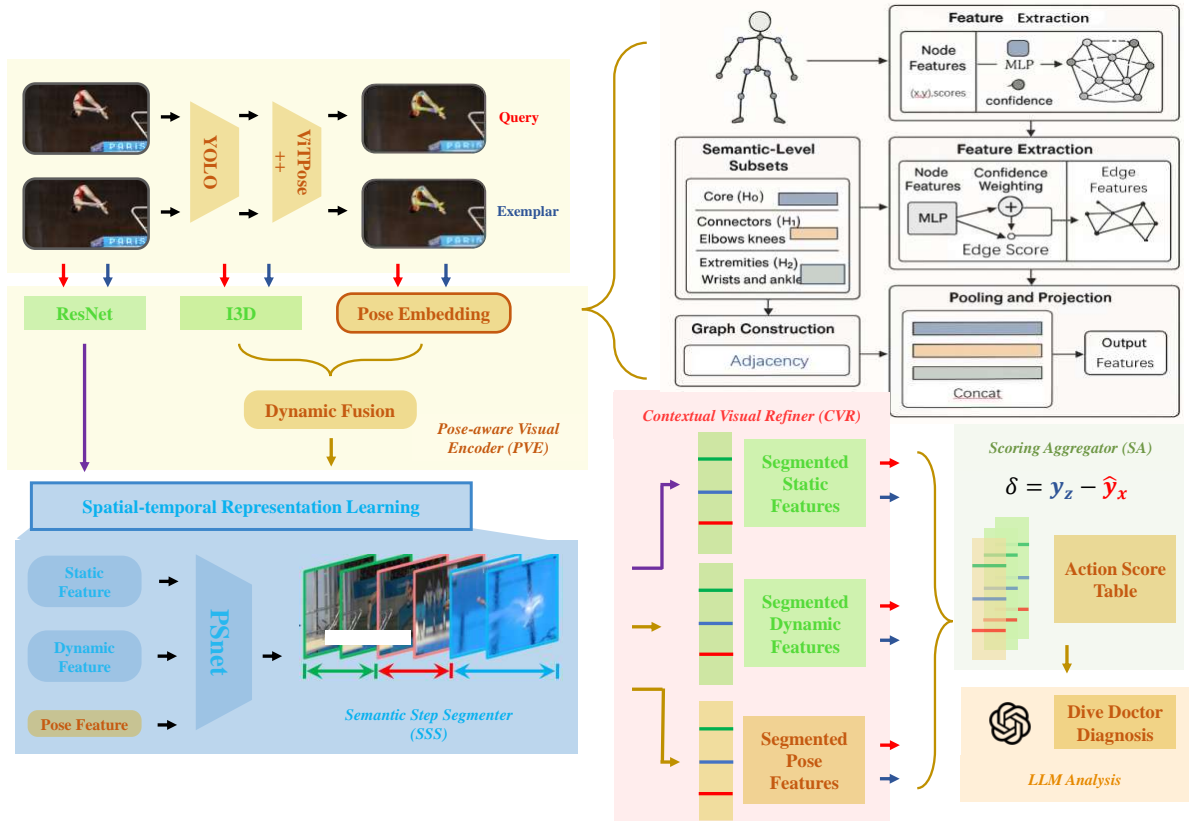 Query
Exemplar
PARIS
PARIS
PARIS
PARIS
YOLO
ViTPose
++
ResNet
I3D
Pose Embedding
Dynamic Fusion
Pose-aware Visual
Encoder (PVE)
Spatial-temporal Representation Learning
Static
Feature
Dynamic
Feature
Pose Feature
PSnet
Semantic Step Segmenter
(SSS)
Feature Extraction
Node
Features
(x,y),scores
MLP
confidence
Semantic-Level
Subsets
Core (H₀)
Connectors (H₁)
Elbows knees
Extremities (H₂)
Wrists and ankle
Feature Extraction
Node
Features
MLP
Confidence
Weighting
+
Edge Score
Edge
Features
Graph Construction
Adjacency
Pooling and Projection
Concat
Output
Features
Contextual Visual Refiner (CVR)
Segmented
Static
Features
Segmented
Dynamic
Features
Segmented
Pose
Features
Scoring Aggregator (SA)
δ = y_z − ŷ_x
Action Score
Table
Dive Doctor
Diagnosis
LLM Analysis